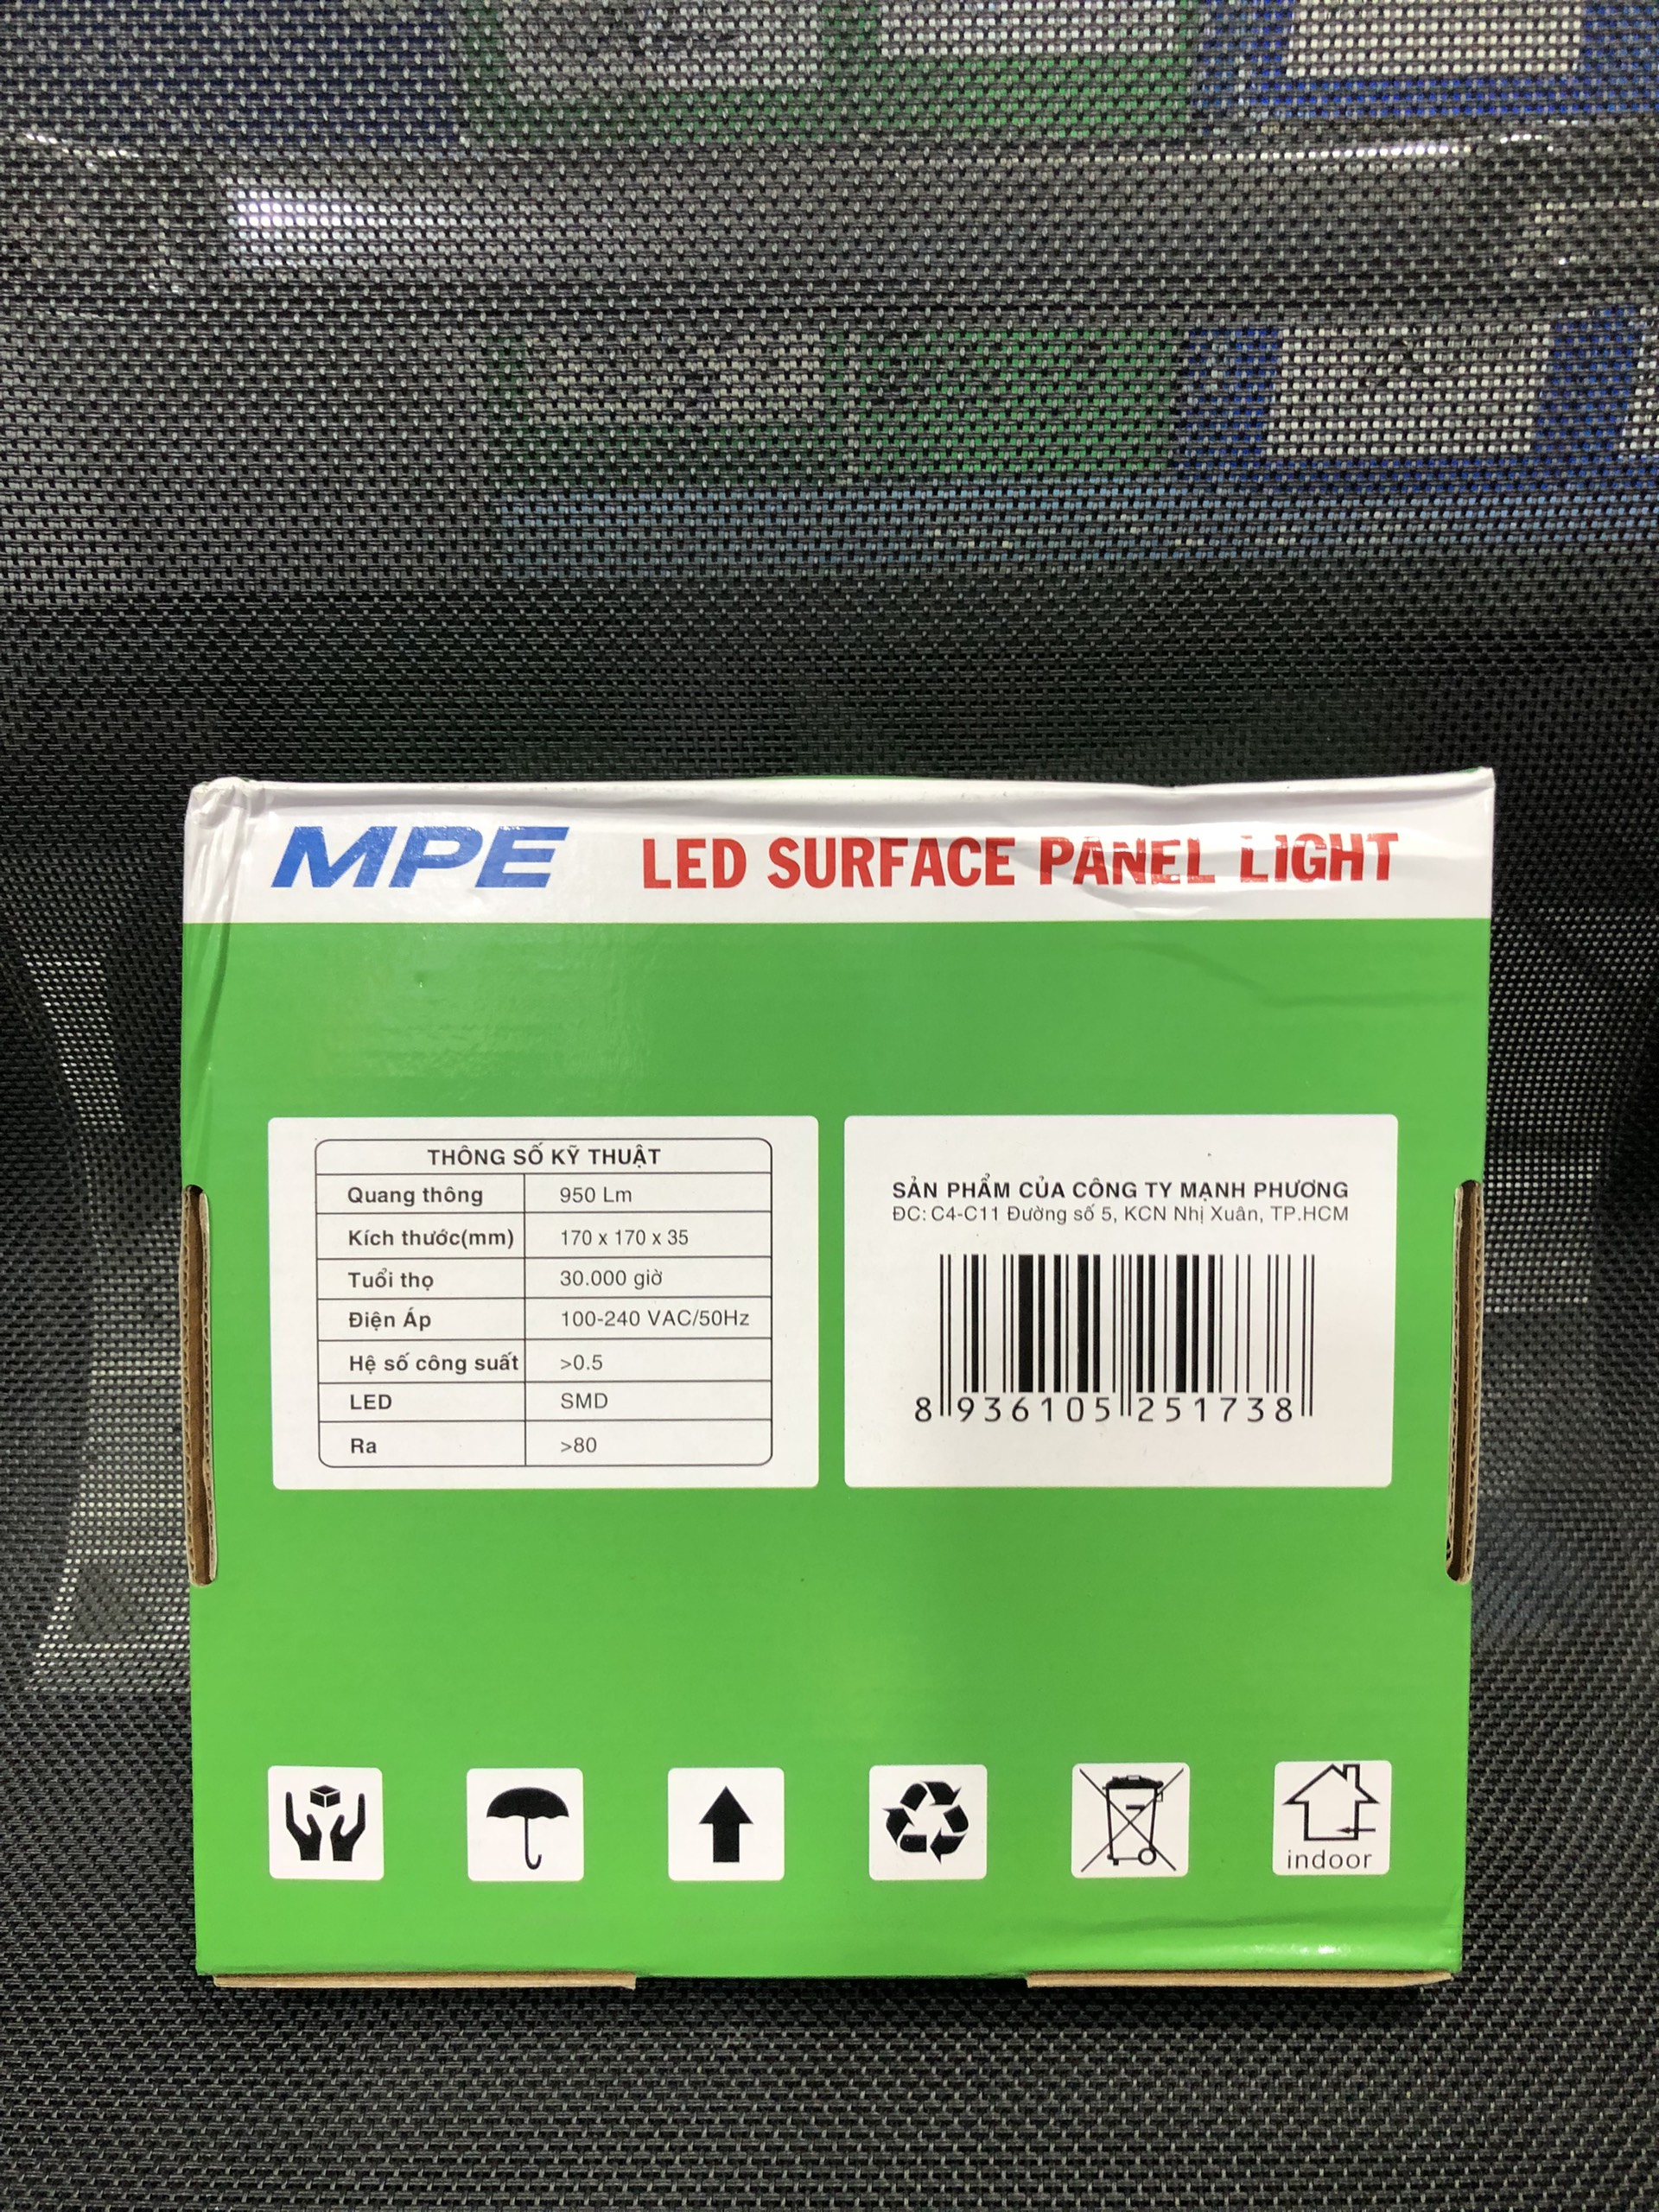 MPE LED SURFACE PANEL LIGHT
THÔNG SỐ KỸ THUẬT
Quang thông 950 Lm
Kích thước(mm) 170 x 170 x 35
Tuổi thọ 30.000 giờ
Điện Áp 100-240 VAC/50Hz
Hệ số công suất >0.5
LED SMD
Ra >80
SẢN PHẨM CỦA CÔNG TY MẠNH PHƯƠNG
ĐC: C4-C11 Đường số 5, KCN Nhị Xuân, TP.HCM
8 936105 251738
indoor